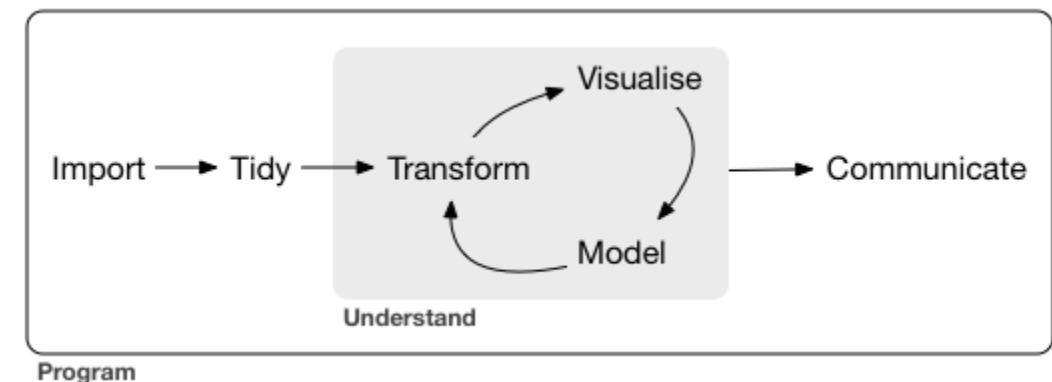 Visualise
Import
Tidy
Transform
Communicate
Model
Understand
Program